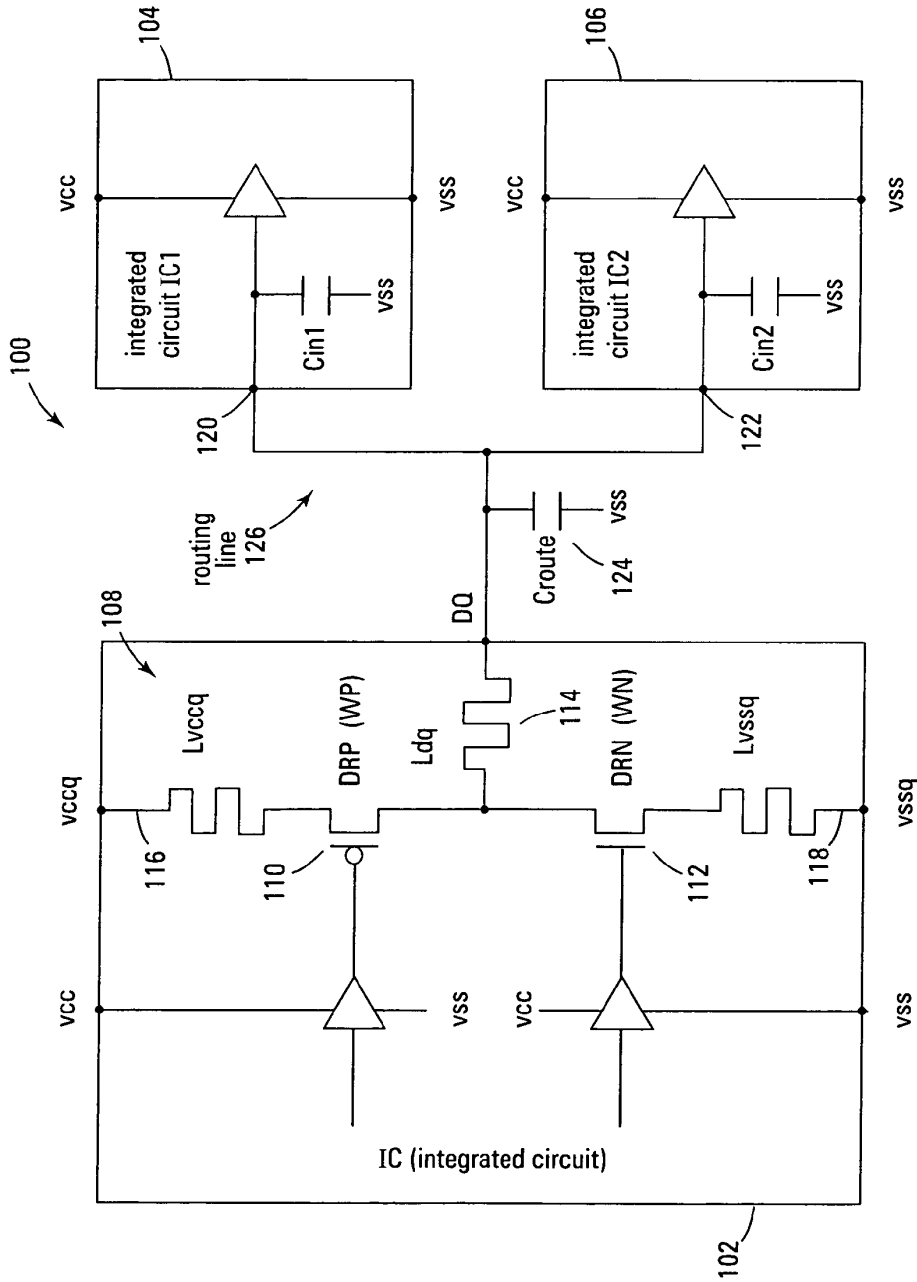 100
vccq
vcc
108
116
Lvccq
110
DRP (WP)
vss
Ldq
114
DQ
IC (integrated circuit)
vcc
112
DRN (WN)
Lvssq
118
102
vss
vssq
routing
line
126
Croute
vss
124
vcc
104
integrated
circuit IC1
120
Cin1
vss
vss
vcc
106
integrated
circuit IC2
122
Cin2
vss
vss